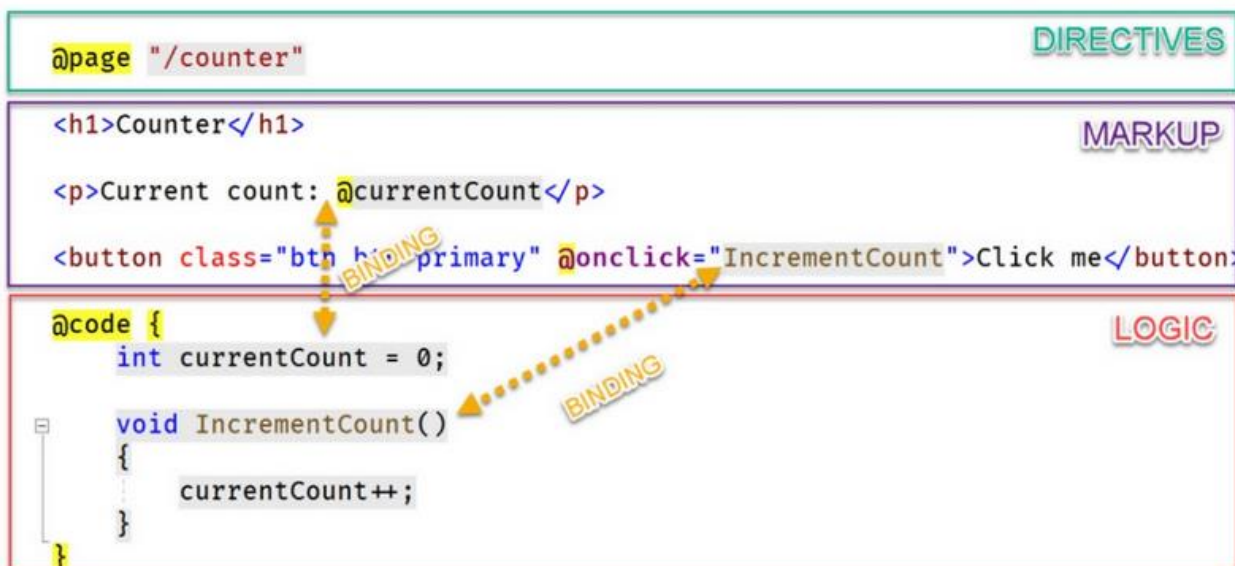 DIRECTIVES
@page "/counter"
<h1>Counter</h1>
MARKUP
<p>Current count: @currentCount</p>
<button class="btn btn-primary" @onclick="IncrementCount">Click me</button>
BINDING
@code {
LOGIC
int currentCount = 0;
BINDING
void IncrementCount()
{
currentCount++;
}
}